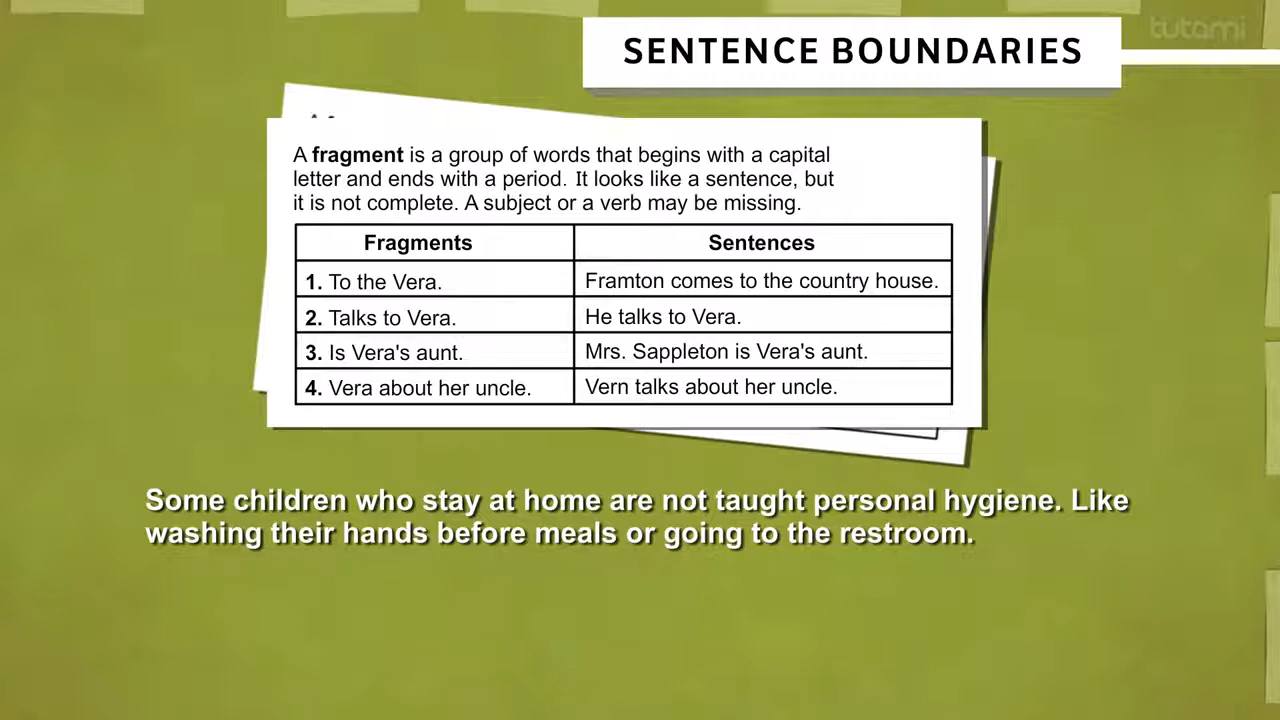 tutami
SENTENCE BOUNDARIES
A fragment is a group of words that begins with a capital
letter and ends with a period. It looks like a sentence, but
it is not complete. A subject or a verb may be missing.
Fragments Sentences
1. To the Vera. Framton comes to the country house.
2. Talks to Vera. He talks to Vera.
3. Is Vera's aunt. Mrs. Sappleton is Vera's aunt.
4. Vera about her uncle. Vern talks about her uncle.
Some children who stay at home are not taught personal hygiene. Like
washing their hands before meals or going to the restroom.